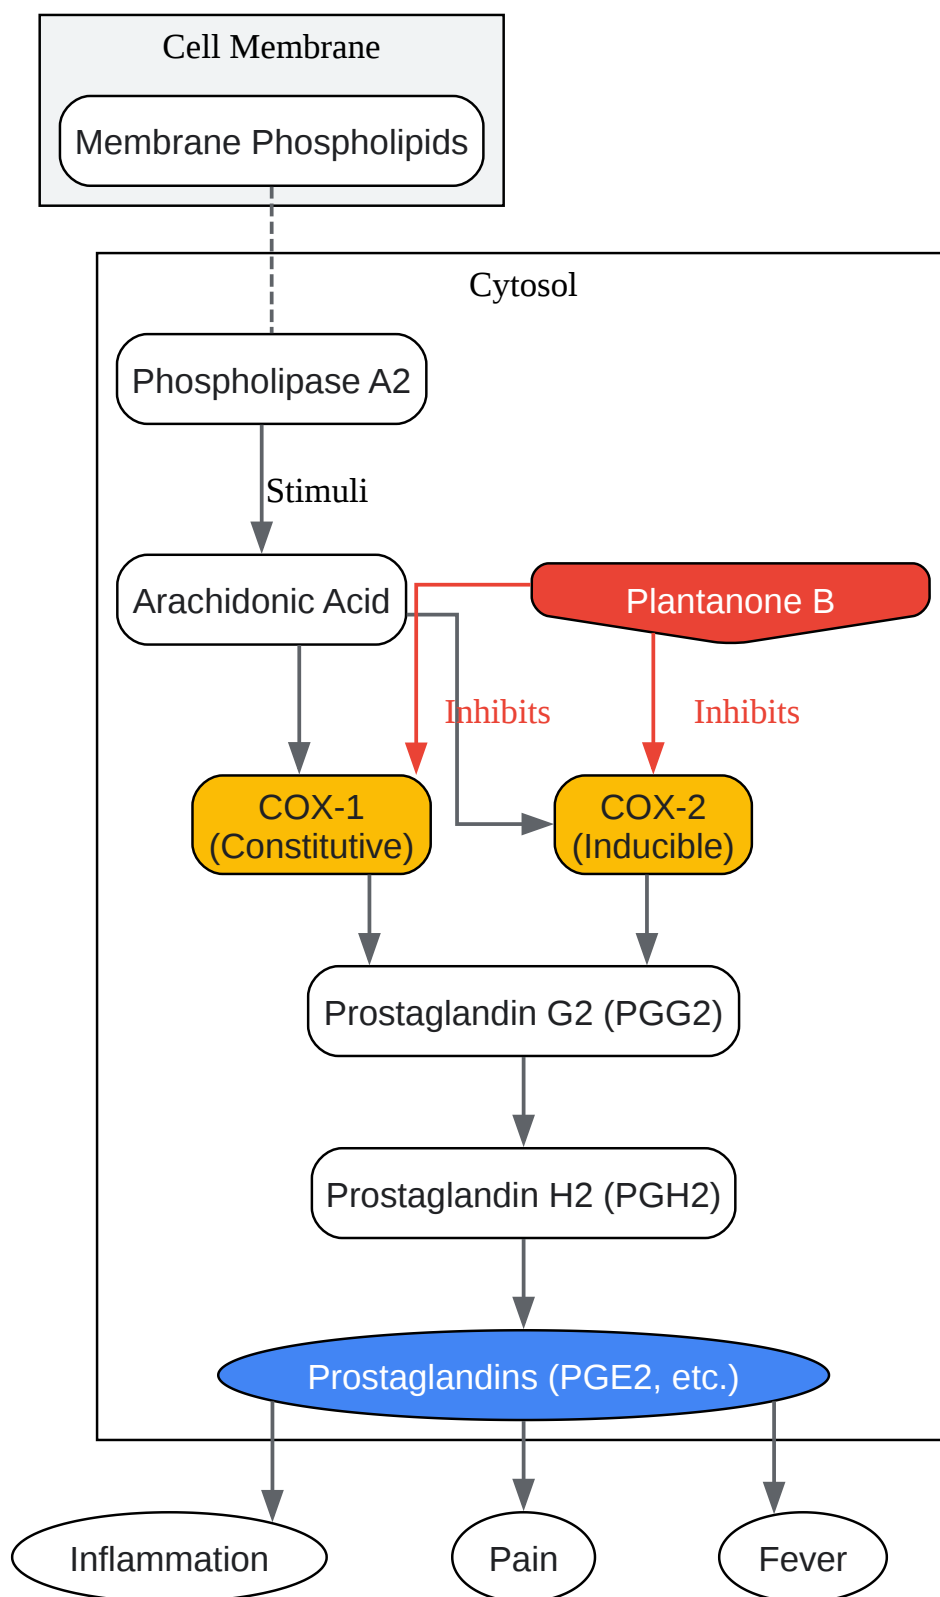 Cell Membrane
Membrane Phospholipids
Cytosol
Phospholipase A2
Stimuli
Arachidonic Acid
Plantanone B
Inhibits
Inhibits
COX-1
(Constitutive)
COX-2
(Inducible)
Prostaglandin G2 (PGG2)
Prostaglandin H2 (PGH2)
Prostaglandins (PGE2, etc.)
Inflammation
Pain
Fever